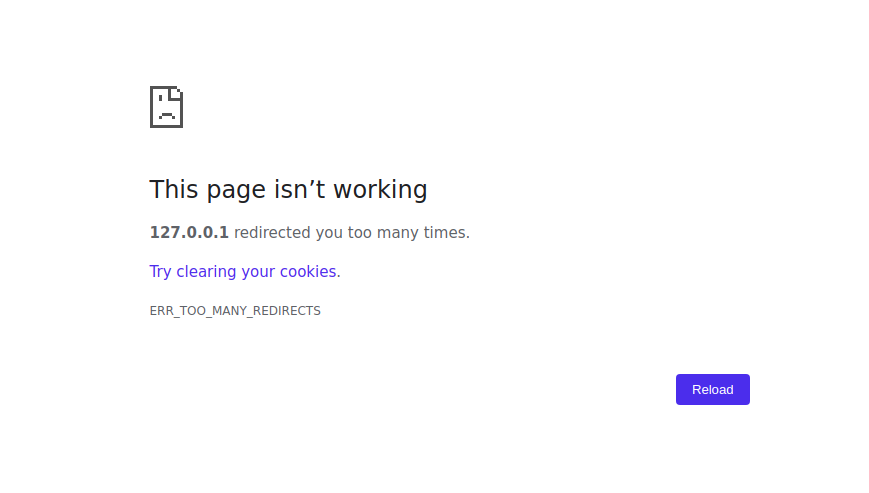 This page isn’t working
127.0.0.1 redirected you too many times.
Try clearing your cookies.
ERR_TOO_MANY_REDIRECTS
Reload